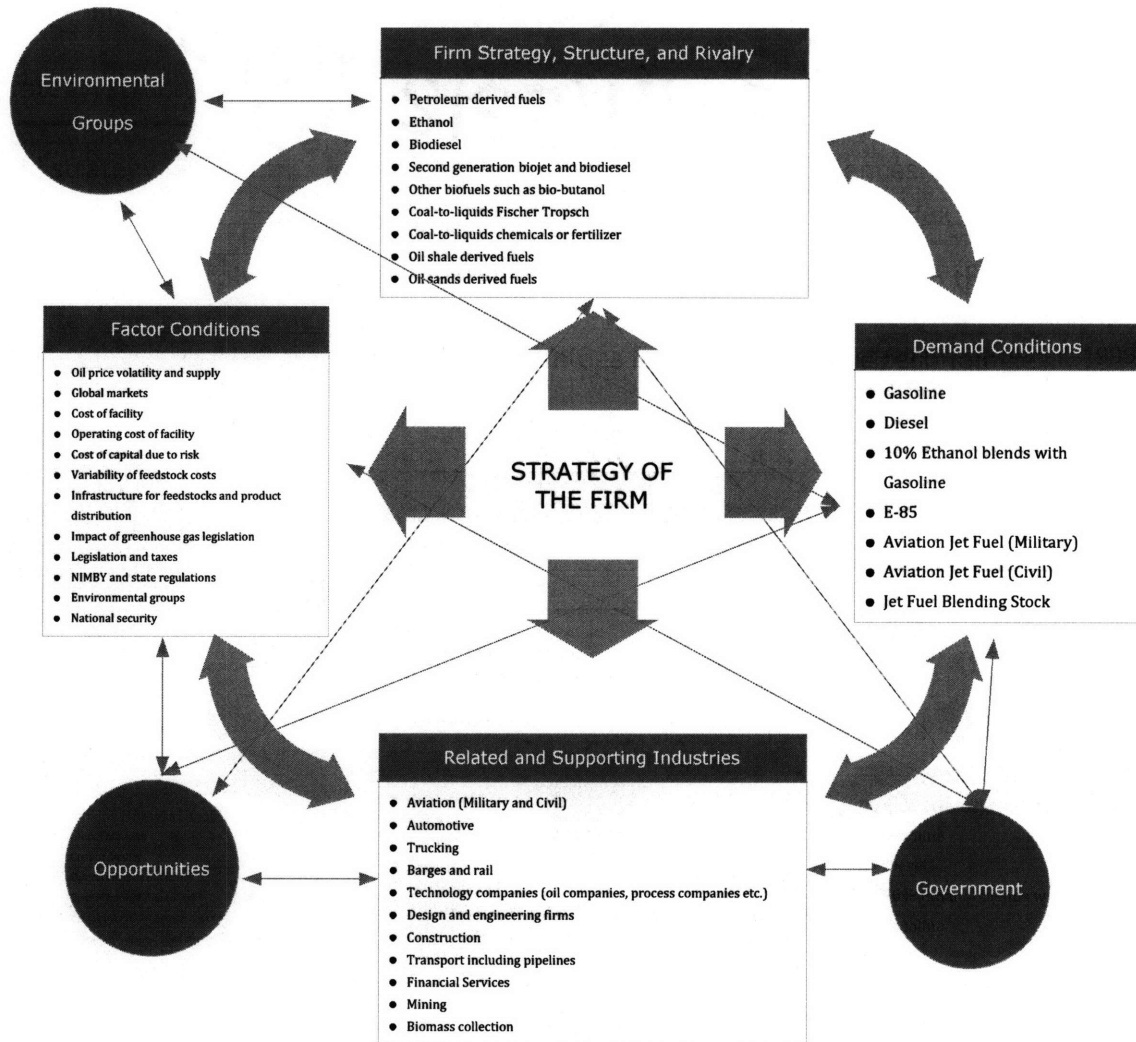 Environmental
Groups
Firm Strategy, Structure, and Rivalry
● Petroleum derived fuels
● Ethanol
● Biodiesel
● Second generation biojet and biodiesel
● Other biofuels such as bio-butanol
● Coal-to-liquids Fischer Tropsch
● Coal-to-liquids chemicals or fertilizer
● Oil shale derived fuels
● Oil sands derived fuels
Factor Conditions
● Oil price volatility and supply
● Global markets
● Cost of facility
● Operating cost of facility
● Cost of capital due to risk
● Variability of feedstock costs
● Infrastructure for feedstocks and product
distribution
● Impact of greenhouse gas legislation
● Legislation and taxes
● NIMBY and state regulations
● Environmental groups
● National security
STRATEGY OF
THE FIRM
Demand Conditions
● Gasoline
● Diesel
● 10% Ethanol blends with
Gasoline
● E-85
● Aviation Jet Fuel (Military)
● Aviation Jet Fuel (Civil)
● Jet Fuel Blending Stock
Opportunities
Related and Supporting Industries
● Aviation (Military and Civil)
● Automotive
● Trucking
● Barges and rail
● Technology companies (oil companies, process companies etc.)
● Design and engineering firms
● Construction
● Transport including pipelines
● Financial Services
● Mining
● Biomass collection
Government